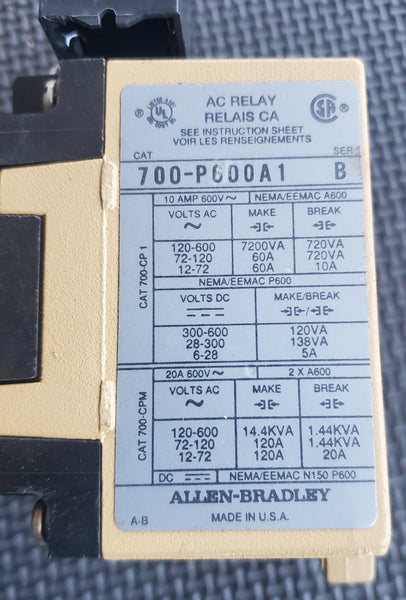 AC RELAY
RELAIS CA
SEE INSTRUCTION SHEET
VOIR LES RENSEIGNEMENTS
CAT SER
700-P600A1 B
CAT 700-CP1
10 AMP 600V~ NEMA/EEMAC A600
VOLTS AC MAKE BREAK
~
120-600 7200VA 720VA
72-120 60A 720VA
12-72 60A 10A
NEMA/EEMAC P600
VOLTS DC MAKE/BREAK
300-600 120VA
28-300 138VA
6-28 5A
CAT 700-CPM
20A 600V~ 2 X A600
VOLTS AC MAKE BREAK
~
120-600 14.4KVA 1.44KVA
72-120 120A 1.44KVA
12-72 120A 20A
DC NEMA/EEMAC N150 P600
ALLEN-BRADLEY
A-B MADE IN U.S.A.